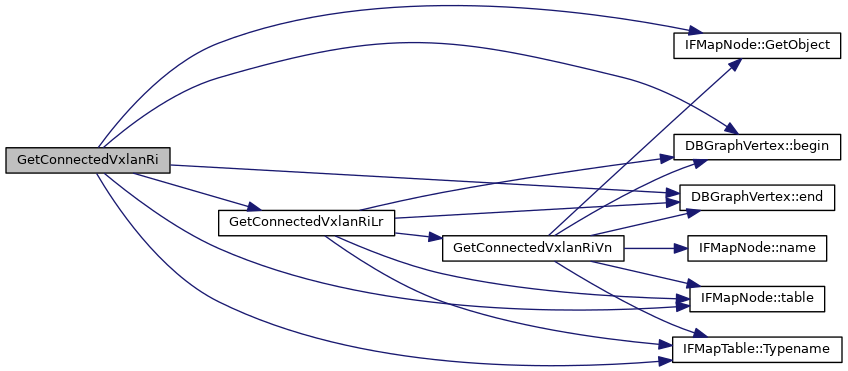 GetConnectedVxlanRi
GetConnectedVxlanRiLr
GetConnectedVxlanRiVn
IFMapNode::GetObject
DBGraphVertex::begin
DBGraphVertex::end
IFMapNode::name
IFMapNode::table
IFMapTable::Typename